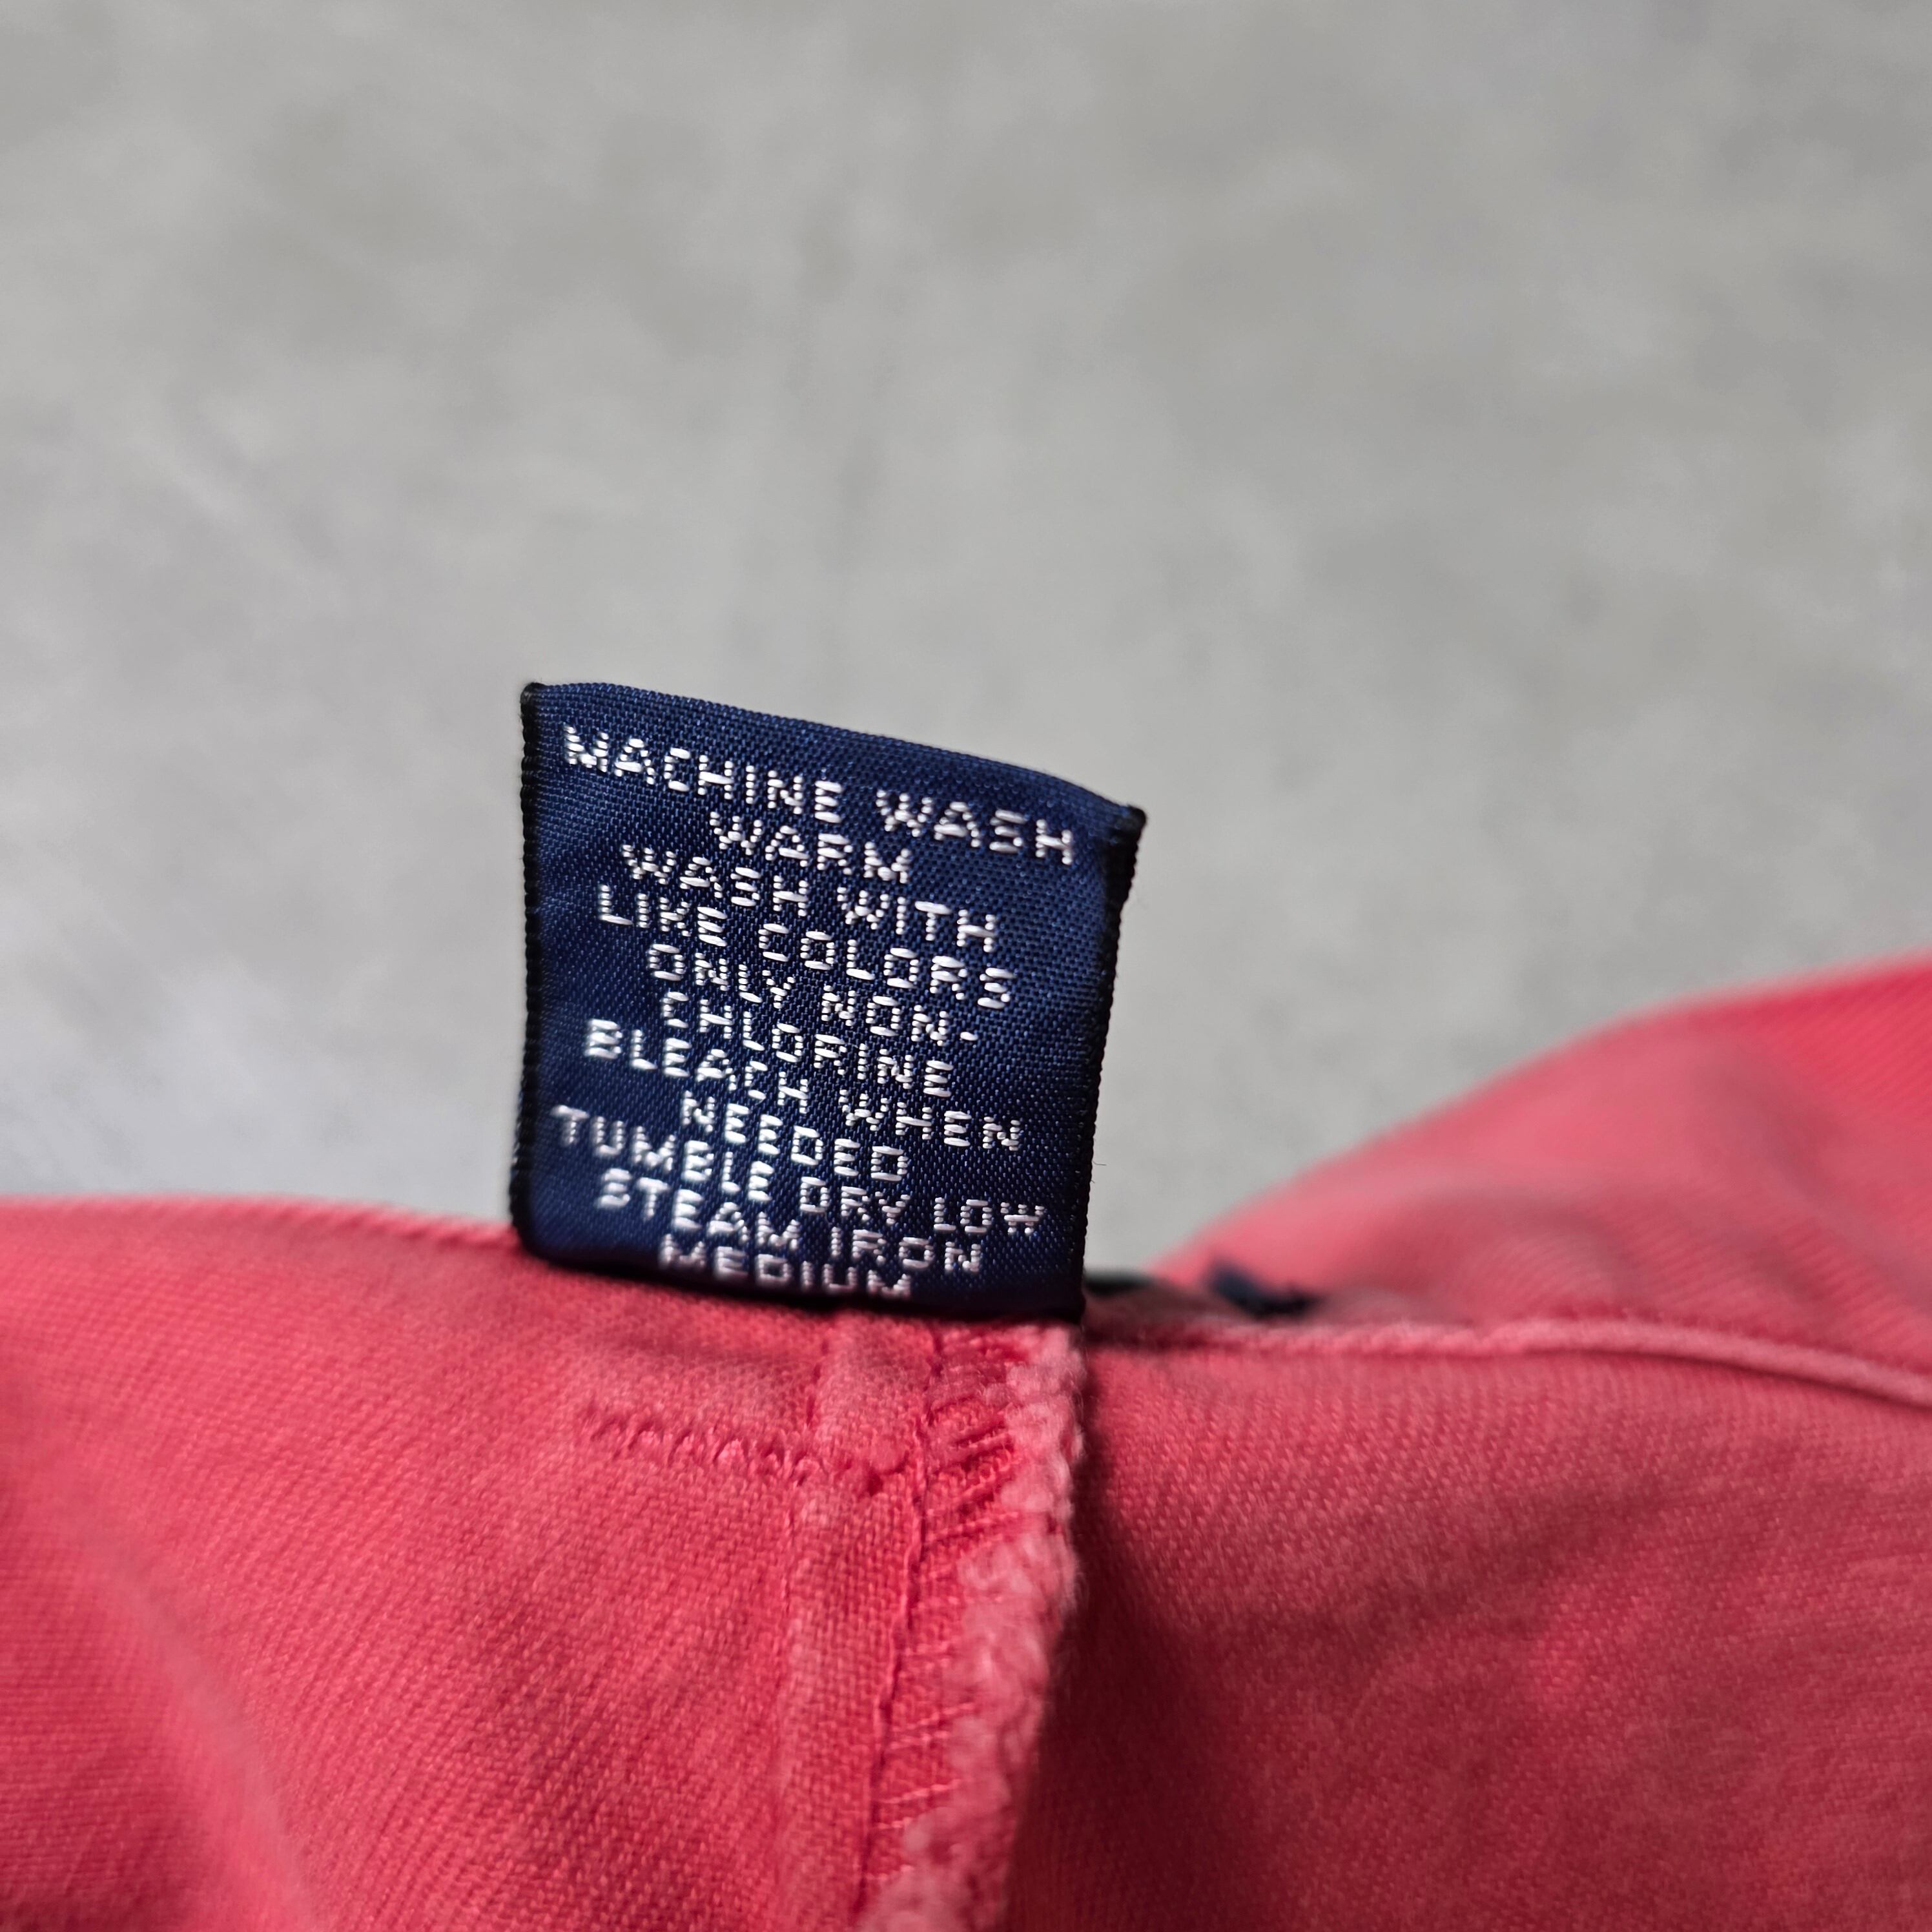 MACHINE WASH
WARM
WASH WITH
LIKE COLORS
ONLY NON-
CHLORINE
BLEACH WHEN
NEEDED
TUMBLE DRY LOW
STEAM IRON
MEDIUM